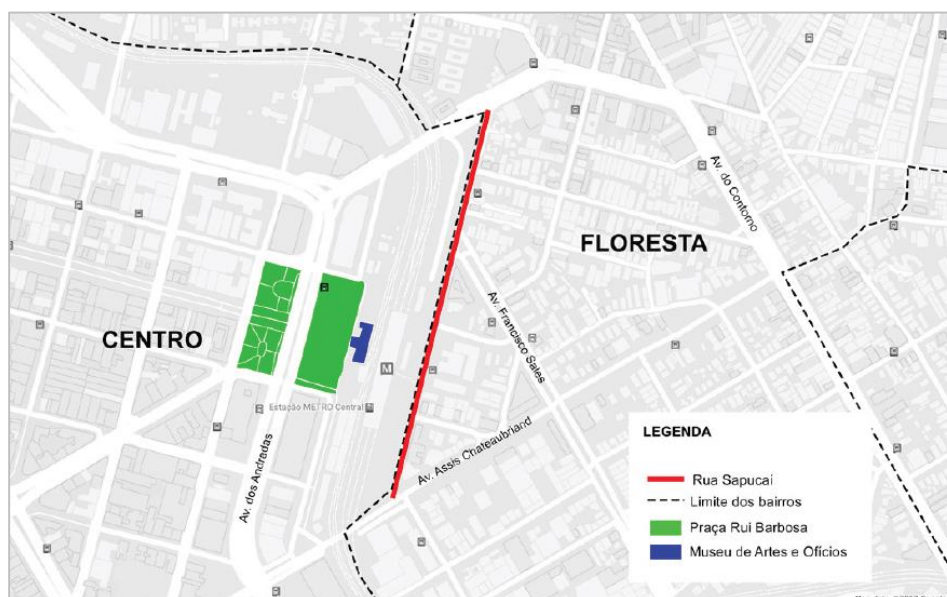 Av. do Contorno
FLORESTA
Av. Francisco Sales
CENTRO
M
Estação METRO Central
Av. Assis Chateaubriand
Av. dos Andradas
LEGENDA
Rua Sapucai
Limite dos bairros
Praça Rui Barbosa
Museu de Artes e Ofícios